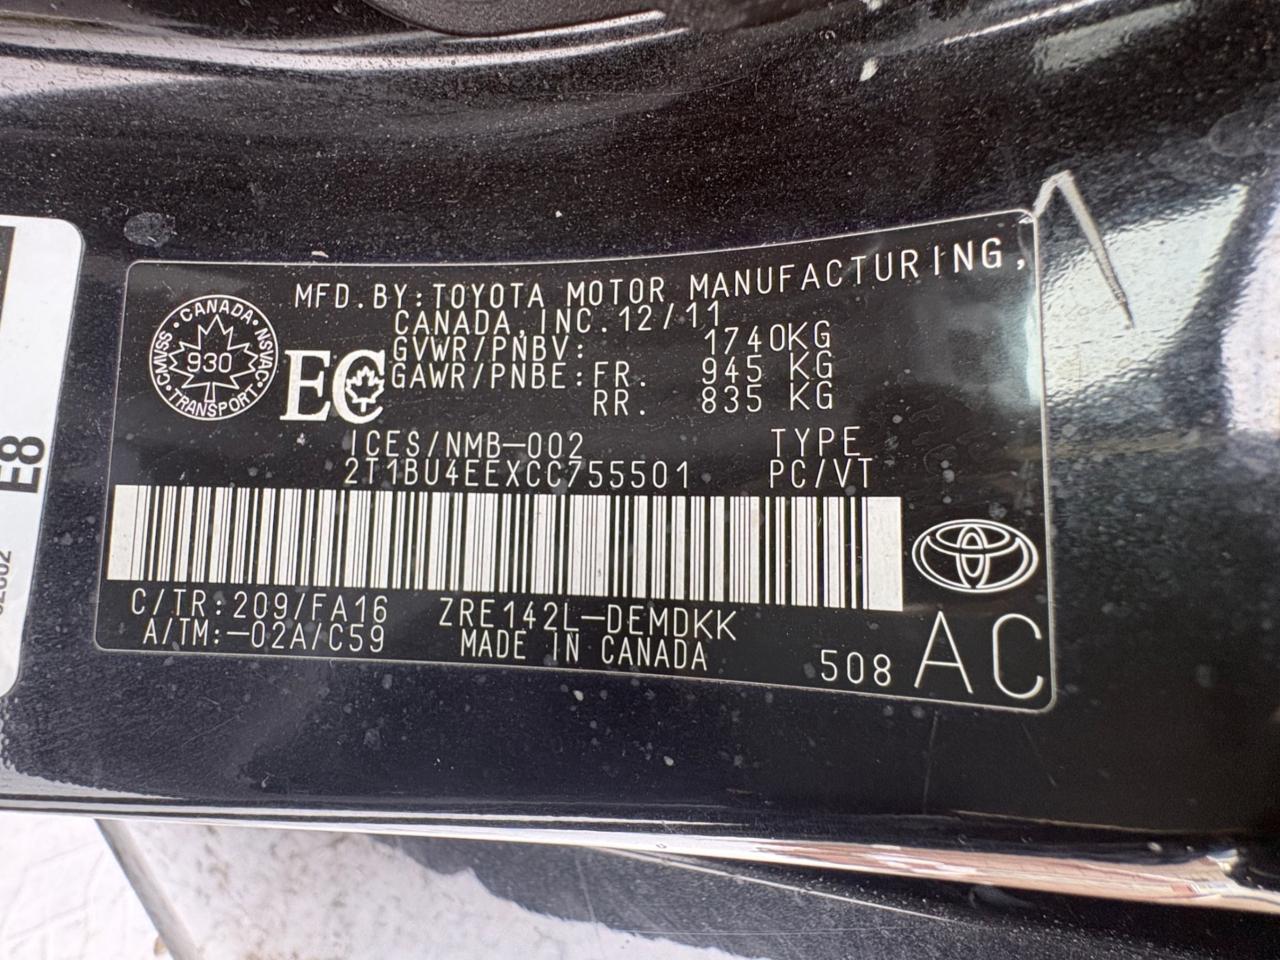 MFD.BY:TOYOTA MOTOR MANUFACTURING,
CANADA,INC.12/11
GVWR/PNBV: 1740KG
GAWR/PNBE:FR. 945 KG
RR. 835 KG
CANADA · NSVAC · TRANSPORT · CMVSS
930
EC
ICES/NMB-002 TYPE
2T1BU4EEXCC755501 PC/VT
C/TR:209/FA16 ZRE142L-DEMDKK
A/TM:-02A/C59 MADE IN CANADA
508 AC
E8